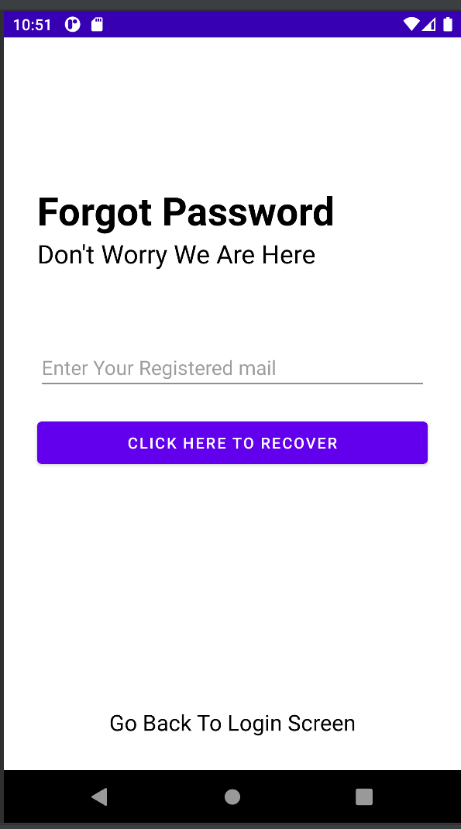 10:51
Forgot Password
Don't Worry We Are Here
Enter Your Registered mail
CLICK HERE TO RECOVER
Go Back To Login Screen